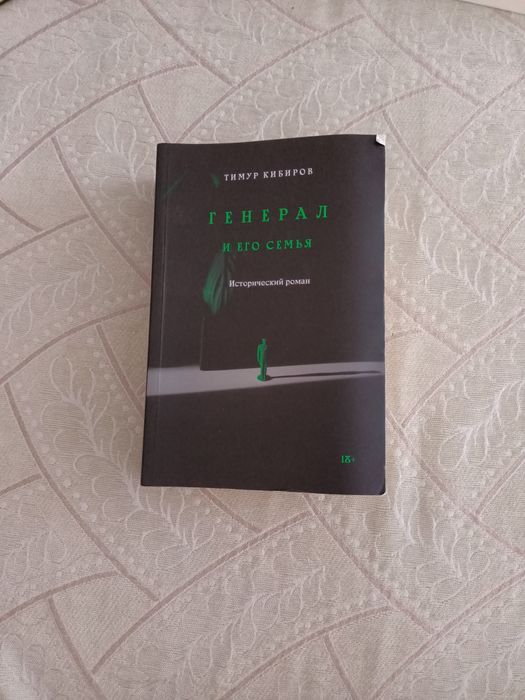 ТИМУР КИБИРОВ
ГЕНЕРАЛ
И ЕГО СЕМЬЯ
Исторический роман
18+